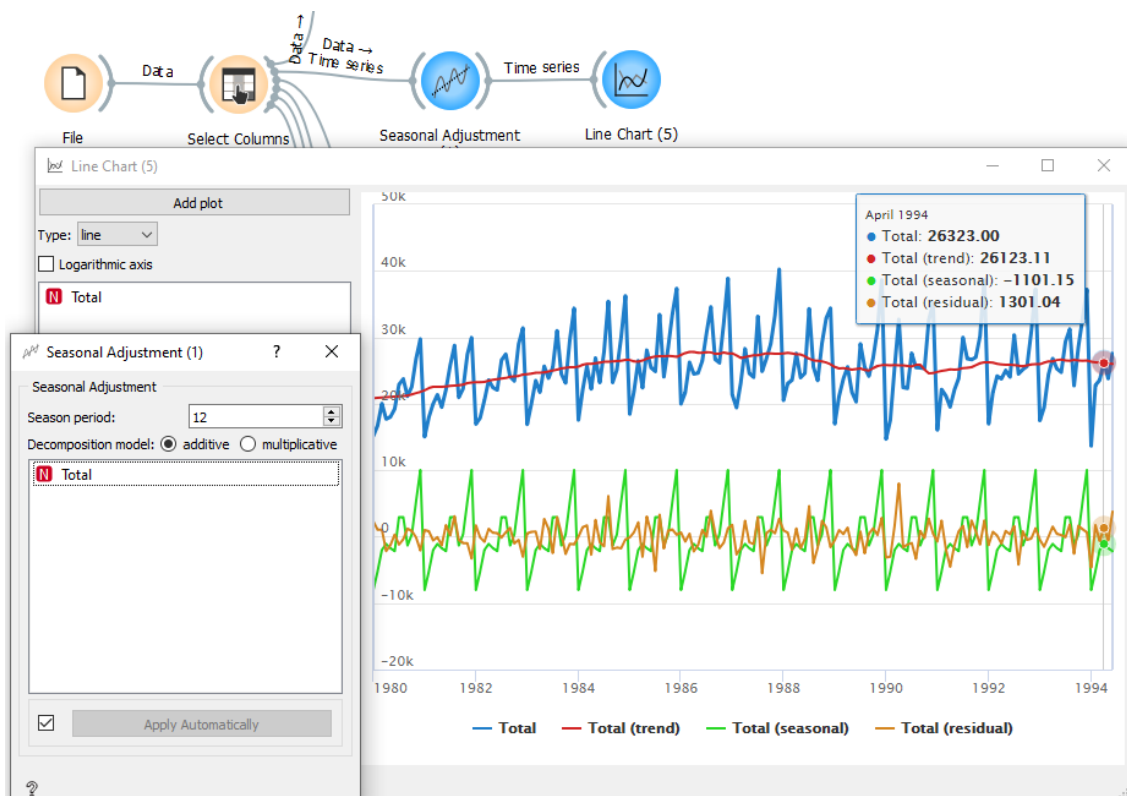 Data →
Data →
Time series
Data
Time series
File
Select Columns
Seasonal Adjustment
Line Chart (5)
Line Chart (5)
Add plot
Type: line
Logarithmic axis
N Total
50k
40k
30k
20k
10k
0
-10k
-20k
1980 1982 1984 1986 1988 1990 1992 1994
April 1994
Total: 26323.00
Total (trend): 26123.11
Total (seasonal): -1101.15
Total (residual): 1301.04
Total Total (trend) Total (seasonal) Total (residual)
Seasonal Adjustment (1) ?
Seasonal Adjustment
Season period: 12
Decomposition model: additive multiplicative
N Total
Apply Automatically
?